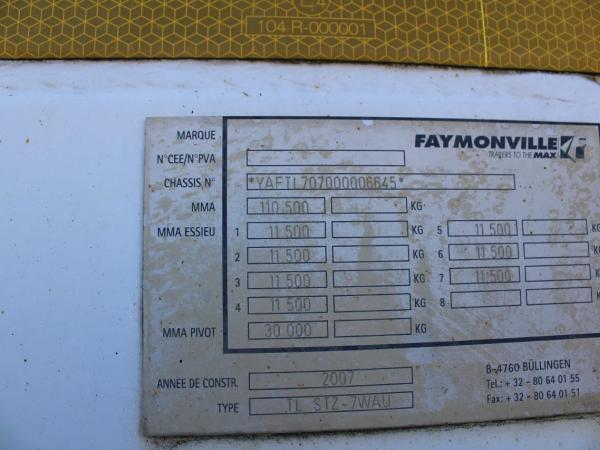 104 R-000001
MARQUE
FAYMONVILLE
TRAILERS TO THE MAX
N°CEE/N°PVA
CHASSIS N° *YAFTL707000006645*
MMA 110.500 KG KG
MMA ESSIEU 1 11.500 KG 5 11.500 KG
2 11.500 KG 6 11.500 KG
3 11.500 KG 7 11.500 KG
4 11.500 KG 8 KG
MMA PIVOT 30.000 KG
ANNEE DE CONSTR. 2007
TYPE TL STZ-7WAU
B-4760 BÜLLINGEN
Tel.: + 32 - 80 64 01 55
Fax: + 32 - 80 64 01 51